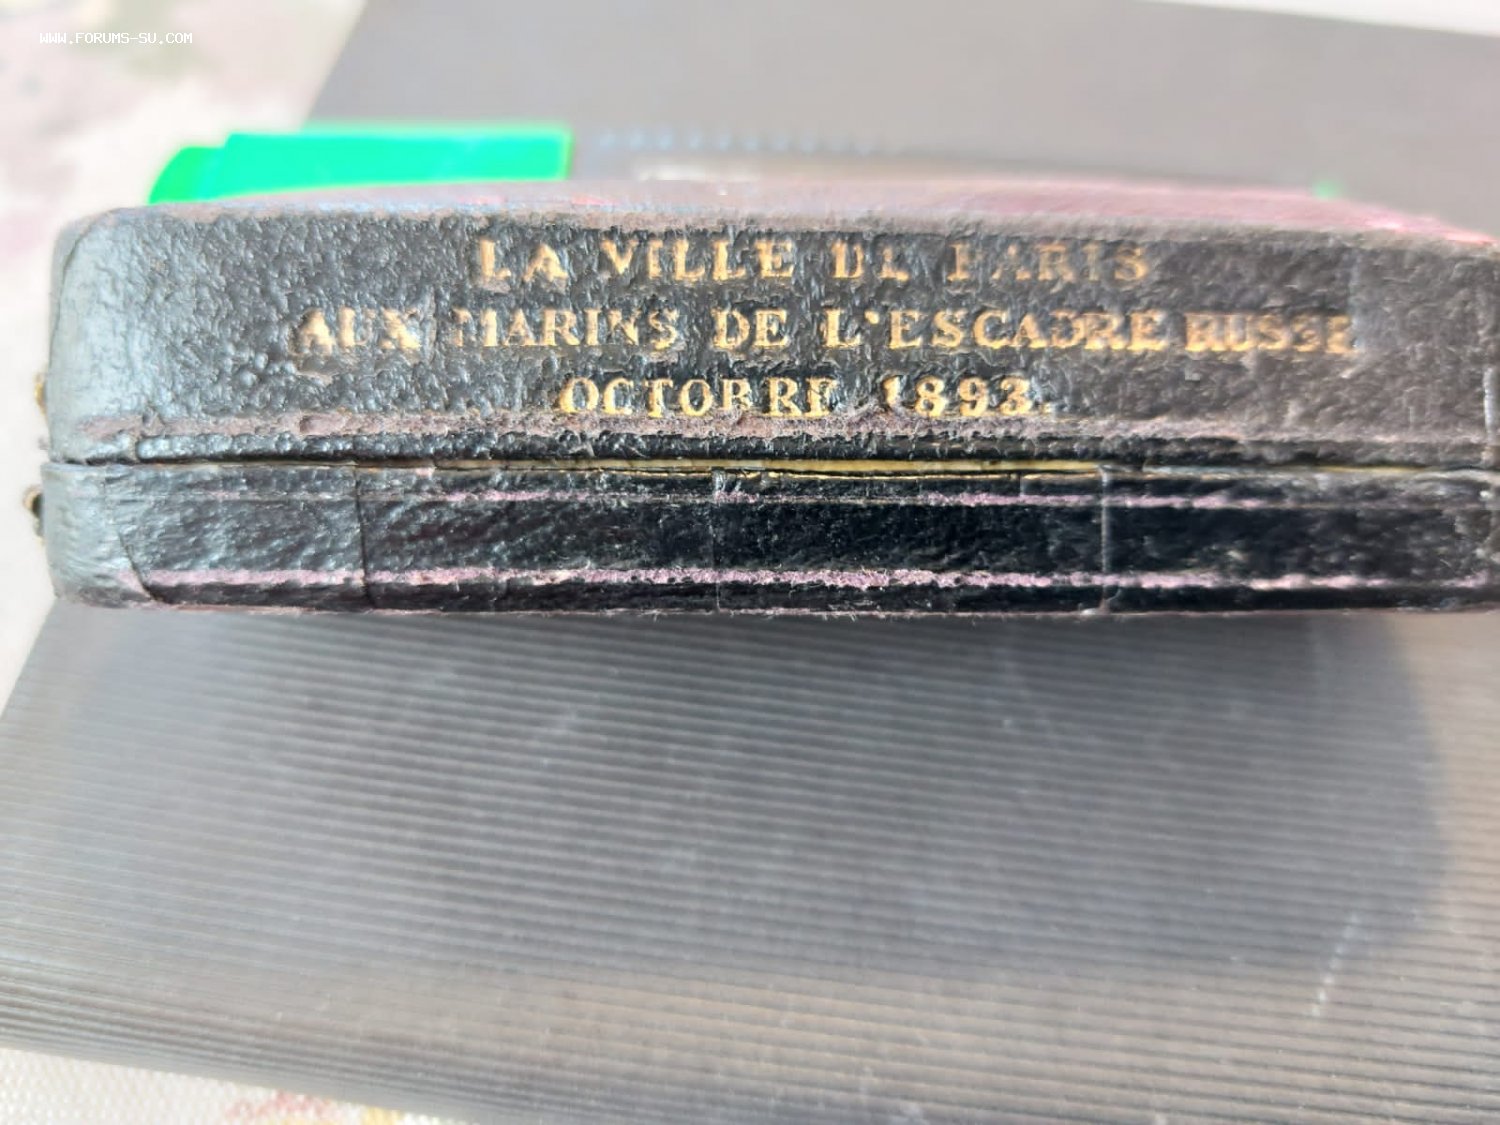 WWW.FORUMS-SU.COM
LA VILLE DE PARIS
AUX MARINS DE L'ESCADRE RUSSE
OCTOBRE 1893.